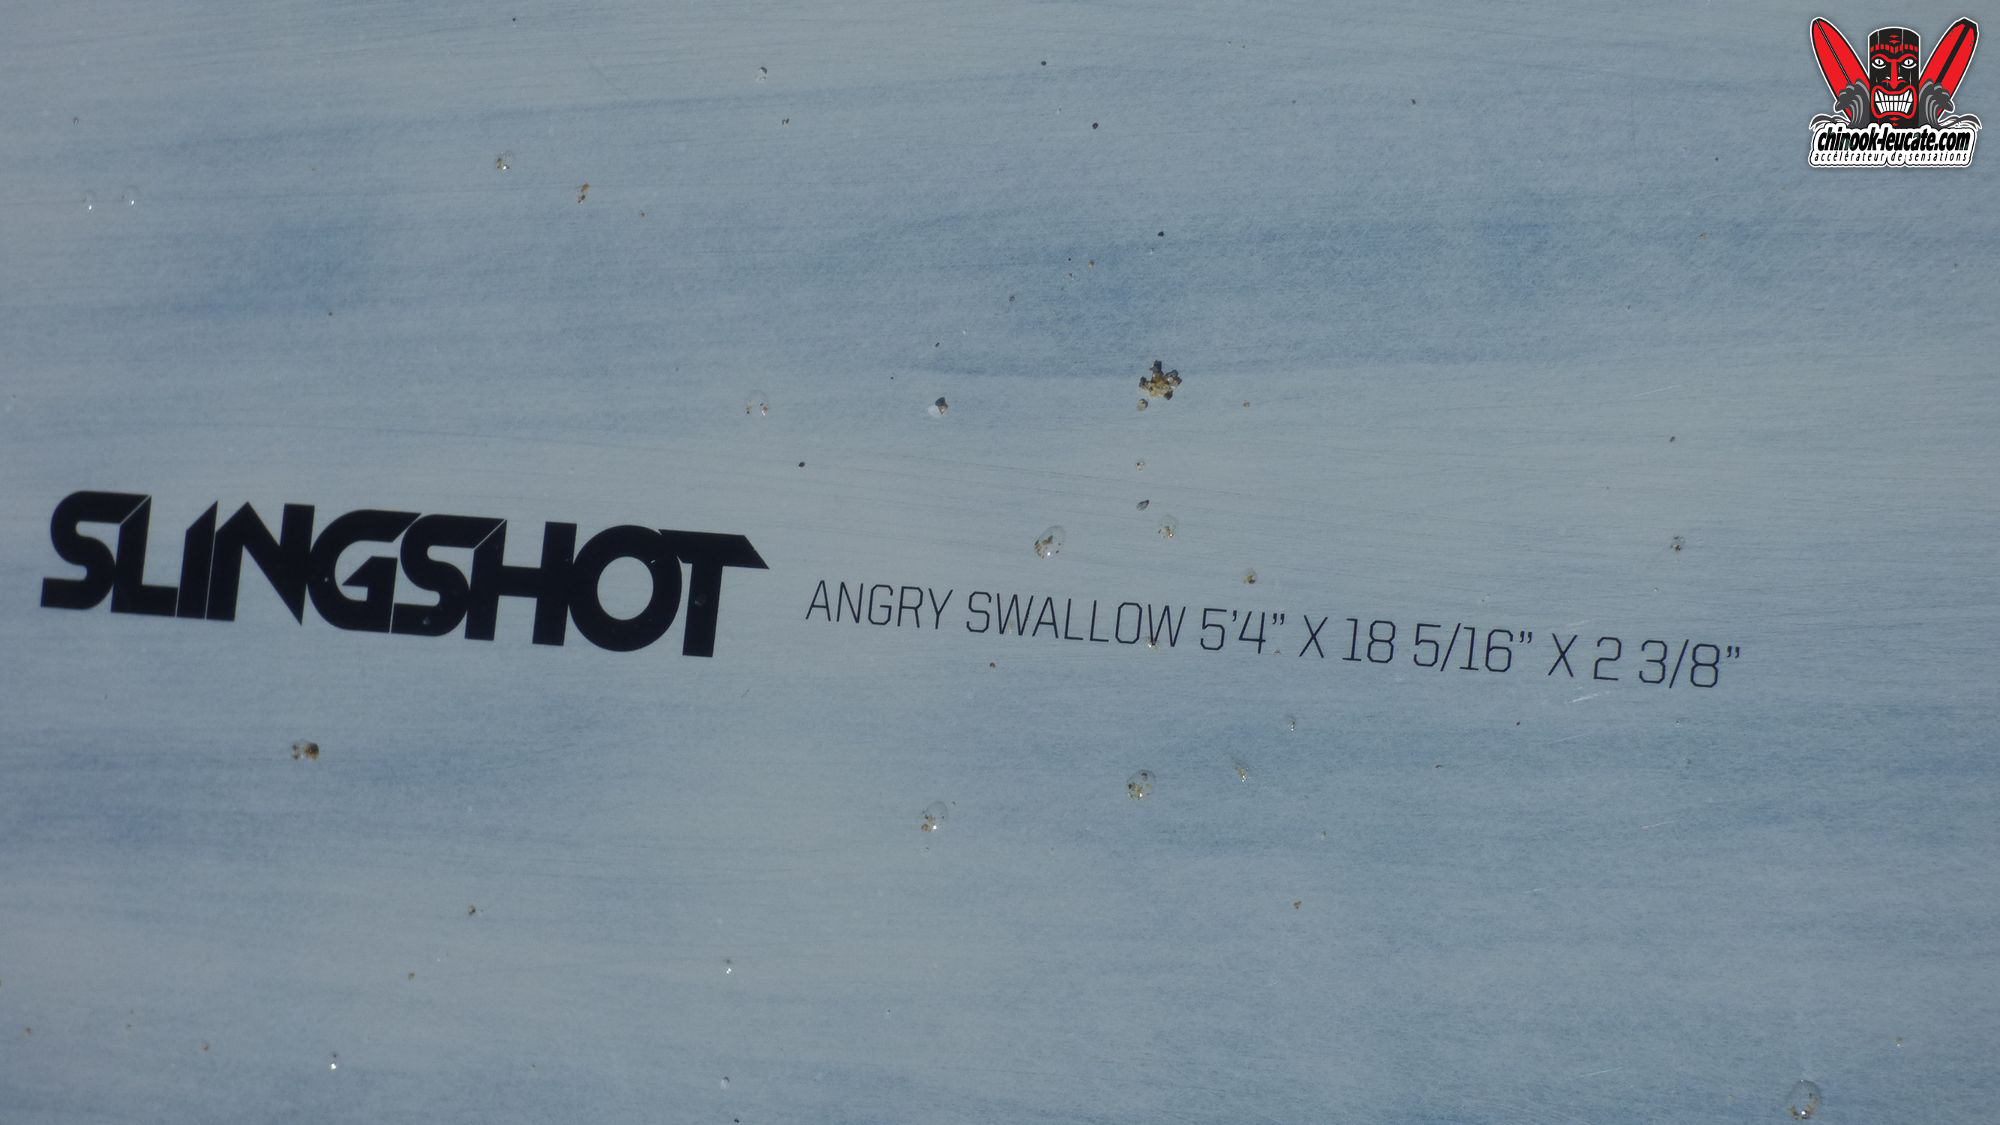 chinook-leucate.com
accélérateur de sensations
SLINGSHOT ANGRY SWALLOW 5'4” X 18 5/16” X 2 3/8”